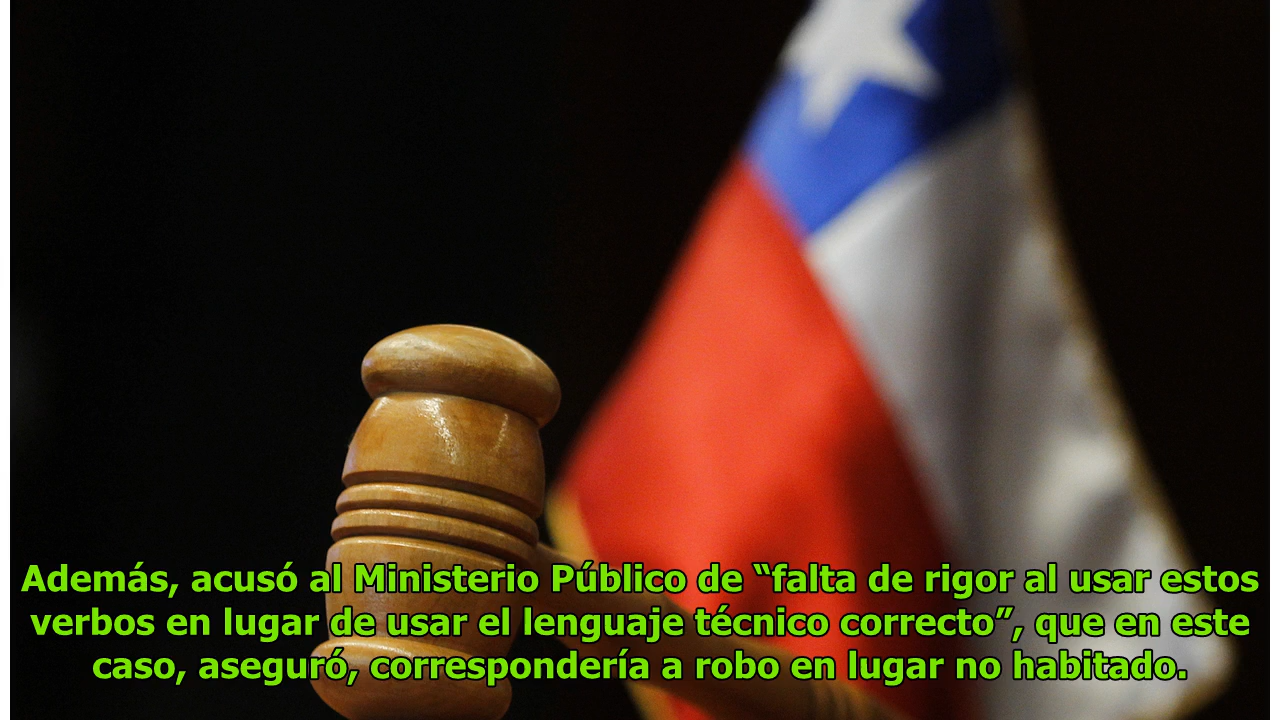 Además, acusó al Ministerio Público de “falta de rigor al usar estos
verbos en lugar de usar el lenguaje técnico correcto”, que en este
caso, aseguró, correspondería a robo en lugar no habitado.